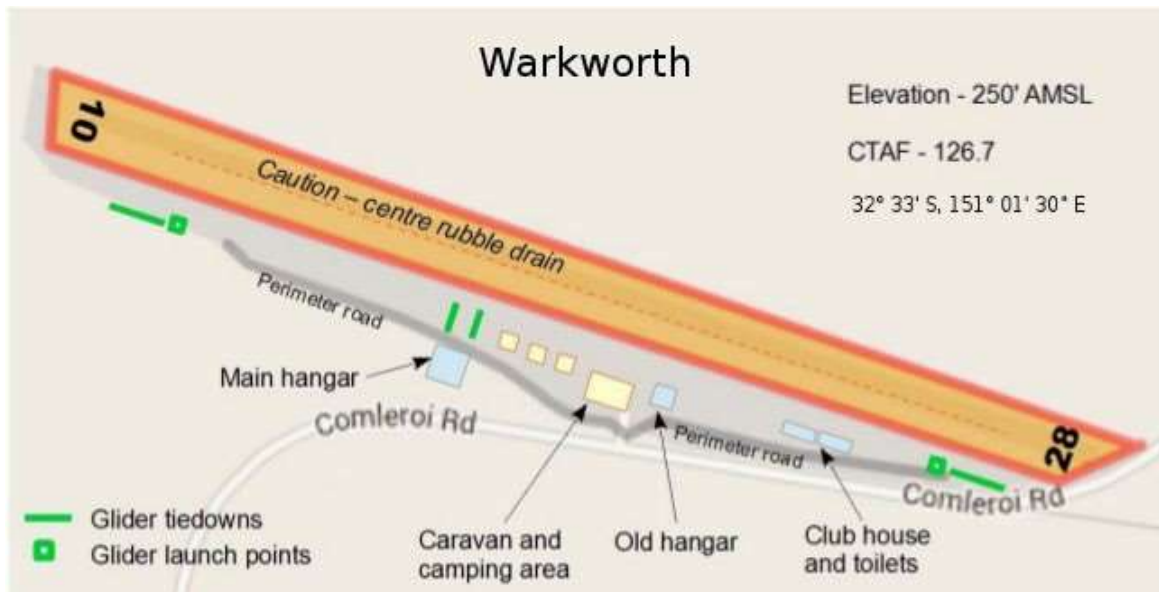 Warkworth
Elevation - 250' AMSL
CTAF - 126.7
32° 33' S, 151° 01' 30" E
10
Caution – centre rubble drain
Perimeter road
Main hangar
Comleroi Rd
Perimeter road
28
Comleroi Rd
Glider tiedowns
Glider launch points
Caravan and
camping area
Old hangar
Club house
and toilets